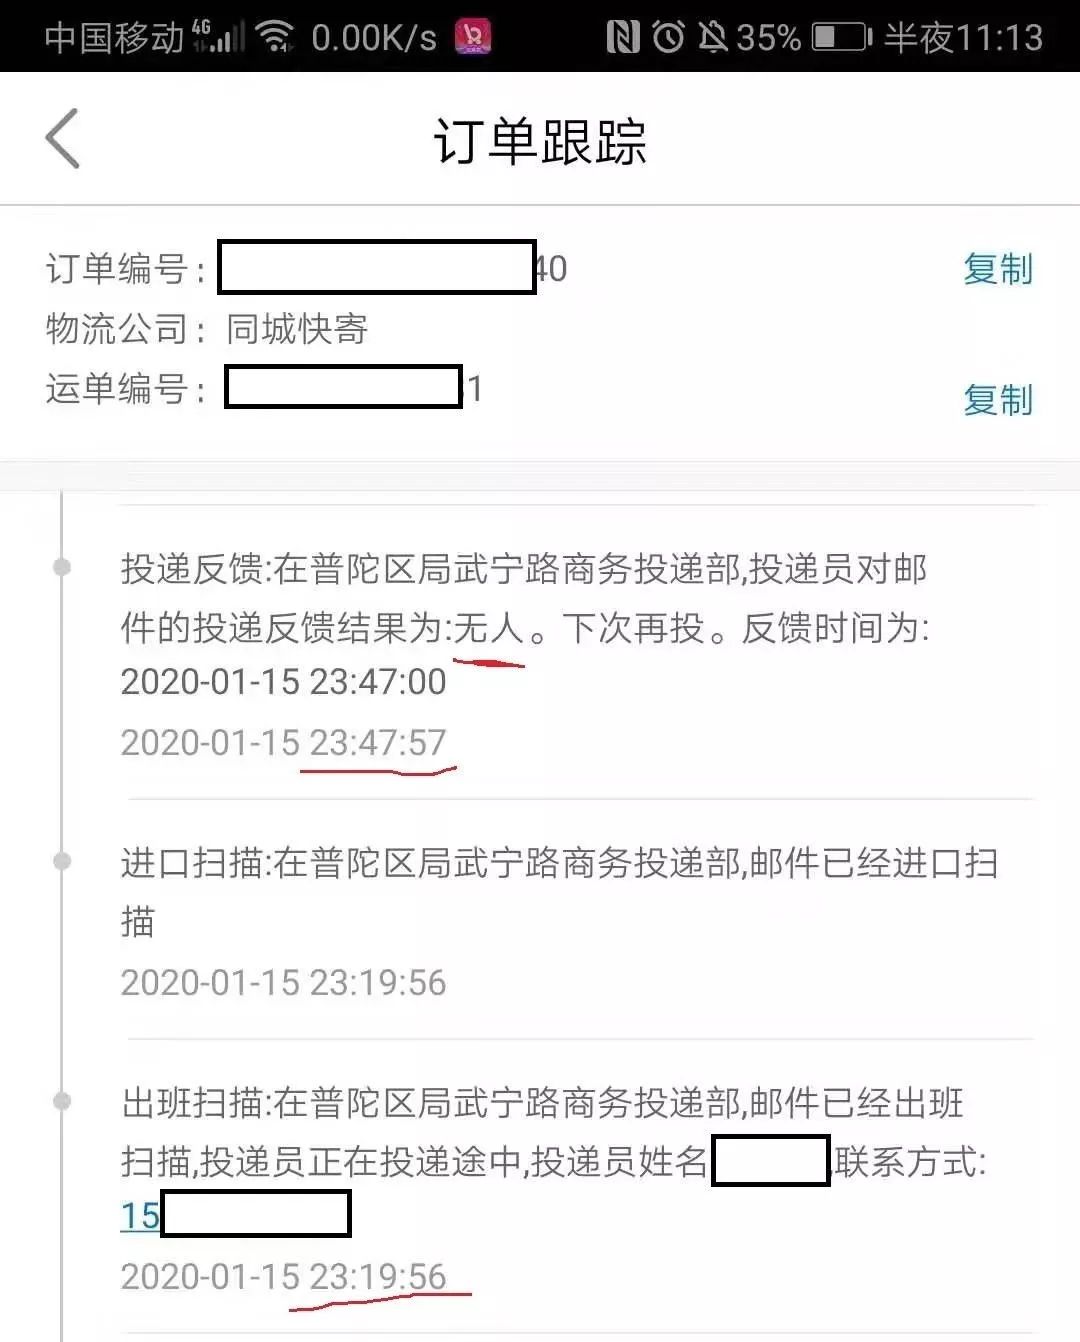 中国移动 4G 0.00K/s 35% 半夜11:13
订单跟踪
订单编号: 40 复制
物流公司: 同城快寄
运单编号: 1 复制
投递反馈:在普陀区局武宁路商务投递部,投递员对邮
件的投递反馈结果为:无人。下次再投。反馈时间为:
2020-01-15 23:47:00
2020-01-15 23:47:57
进口扫描:在普陀区局武宁路商务投递部,邮件已经进口扫
描
2020-01-15 23:19:56
出班扫描:在普陀区局武宁路商务投递部,邮件已经出班
扫描,投递员正在投递途中,投递员姓名 联系方式:
15
2020-01-15 23:19:56